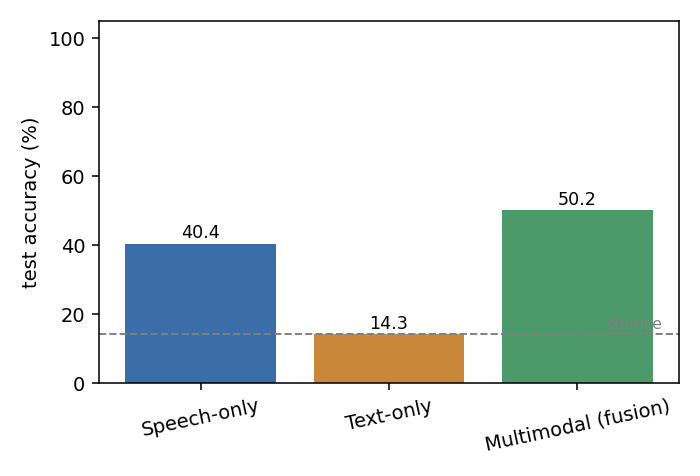 test accuracy (%)
100
80
60
40
20
0
40.4
14.3
50.2
chance
Speech-only
Text-only
Multimodal (fusion)